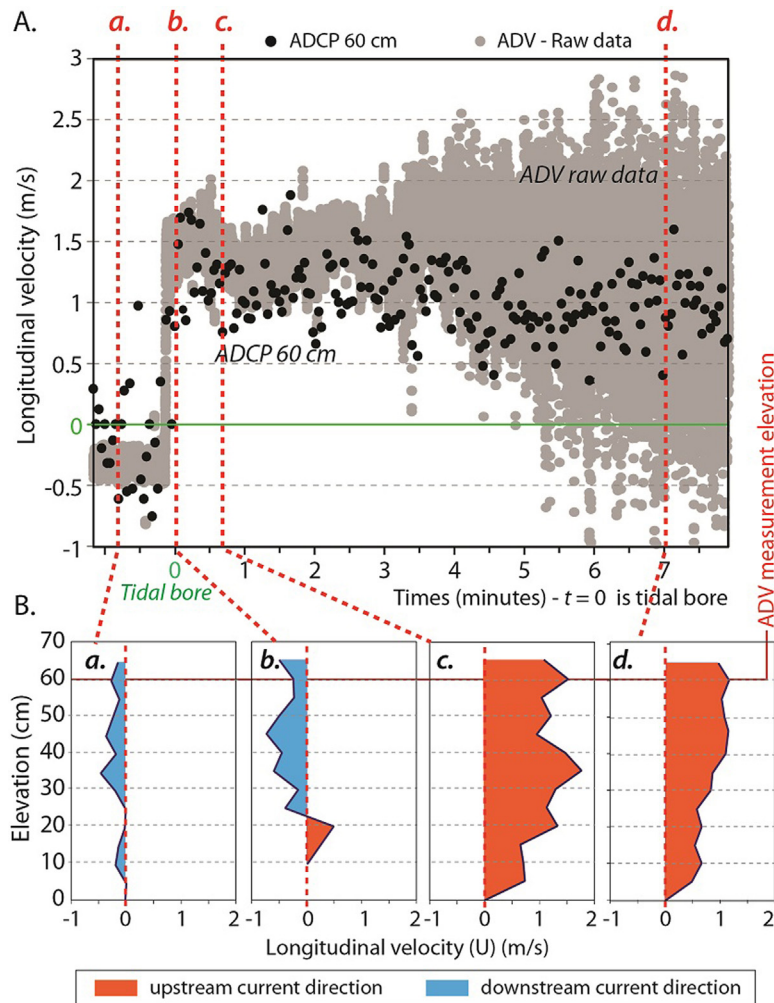 A.
a.
b.
c.
d.
ADCP 60 cm
ADV - Raw data
Longitudinal velocity (m/s)
3
2.5
2
1.5
1
0.5
0
-0.5
-1
ADV raw data
ADCP 60 cm
0 1 2 3 4 5 6 7
Tidal bore
Times (minutes) - t = 0 is tidal bore
ADV measurement elevation
B.
Elevation (cm)
70
60
50
40
30
20
10
0
a.
b.
c.
d.
-1 0 1 2
-1 0 1 2
-1 0 1 2
-1 0 1 2
Longitudinal velocity (U) (m/s)
upstream current direction
downstream current direction